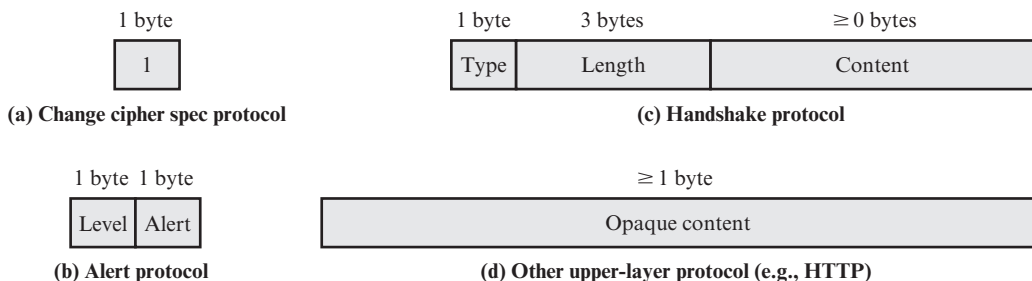 1 byte
1
(a) Change cipher spec protocol
1 byte 3 bytes ≥ 0 bytes
Type Length Content
(c) Handshake protocol
1 byte 1 byte
Level Alert
(b) Alert protocol
≥ 1 byte
Opaque content
(d) Other upper-layer protocol (e.g., HTTP)